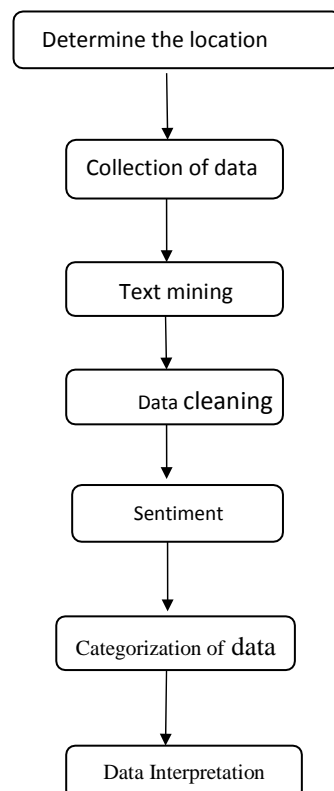 Determine the location
Collection of data
Text mining
Data cleaning
Sentiment
Categorization of data
Data Interpretation